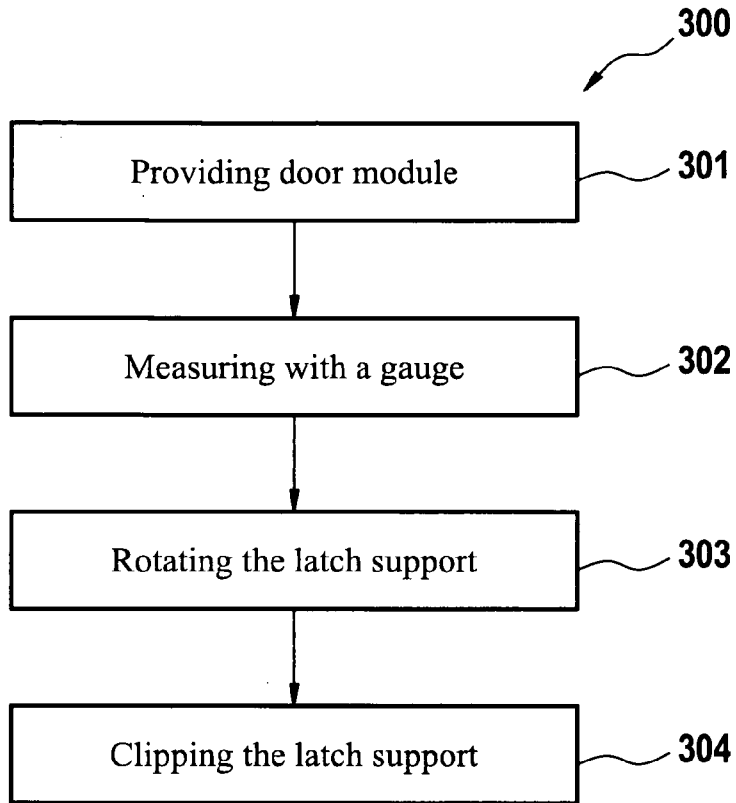 300
Providing door module
301
Measuring with a gauge
302
Rotating the latch support
303
Clipping the latch support
304